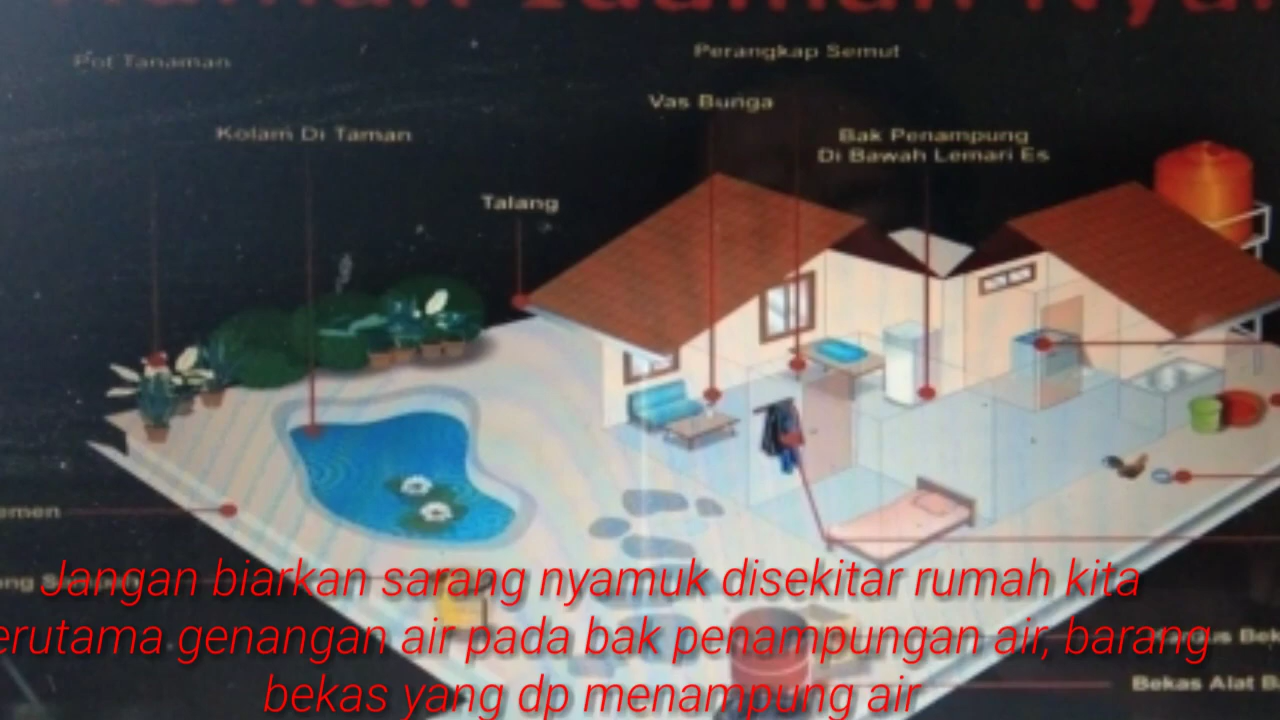 Pot Tanaman
Perangkap Semut
Vas Bunga
Kolam Di Taman
Bak Penampung
Di Bawah Lemari Es
Talang
Jangan biarkan sarang nyamuk disekitar rumah kita
erutama genangan air pada bak penampungan air, barang
bekas yang dp menampung air
Bekas Alat